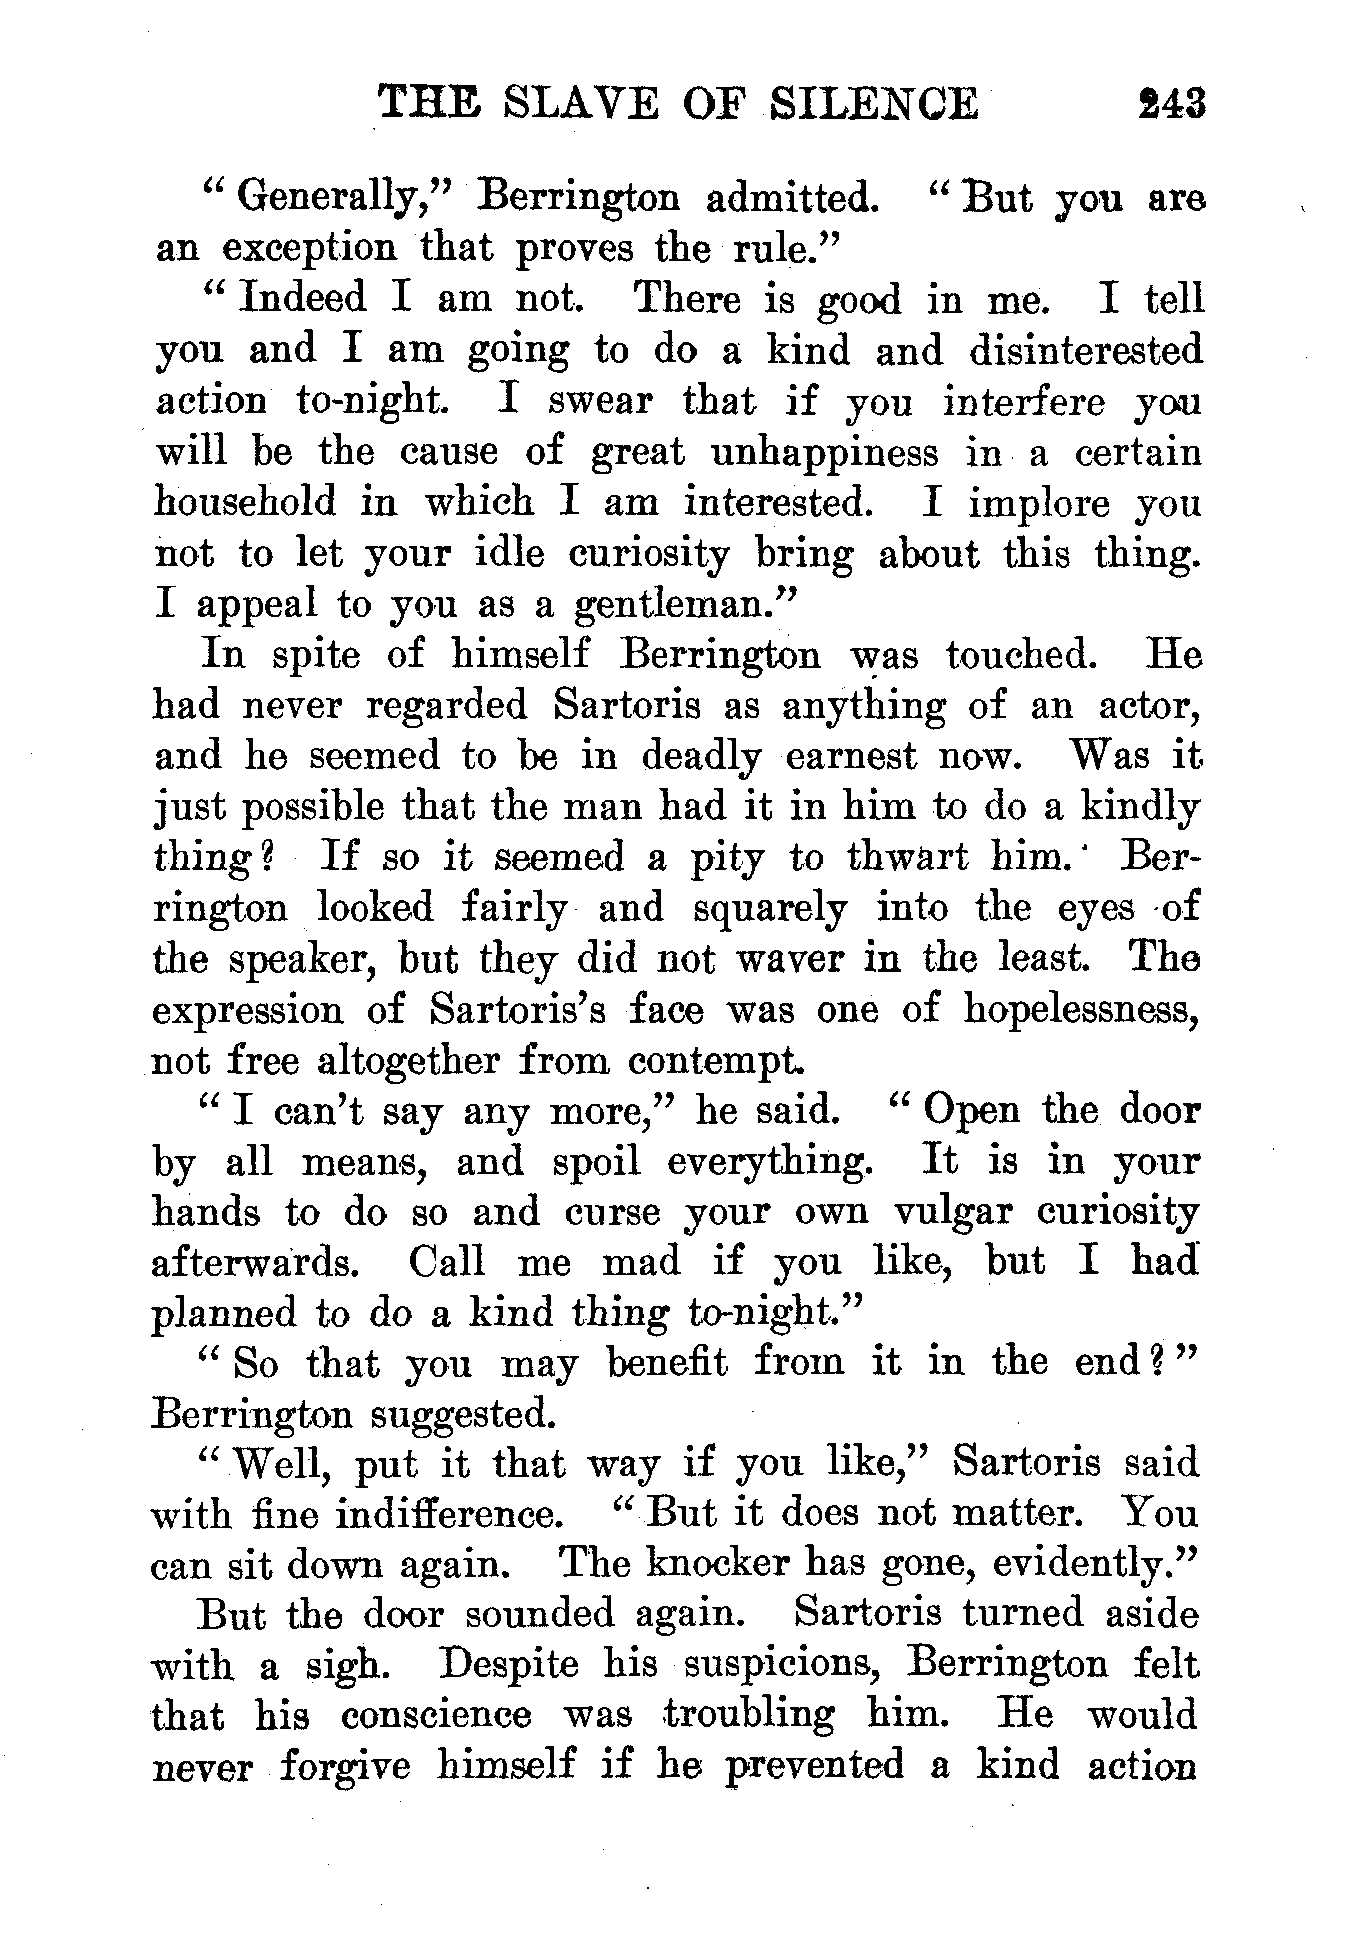 THE SLAVE OF SILENCE 243
“ Generally,” Berrington admitted. “ But you are
an exception that proves the rule.”
“ Indeed I am not. There is good in me. I tell
you and I am going to do a kind and disinterested
action to-night. I swear that if you interfere you
will be the cause of great unhappiness in a certain
household in which I am interested. I implore you
not to let your idle curiosity bring about this thing.
I appeal to you as a gentleman.”
In spite of himself Berrington was touched. He
had never regarded Sartoris as anything of an actor,
and he seemed to be in deadly earnest now. Was it
just possible that the man had it in him to do a kindly
thing? If so it seemed a pity to thwart him. Ber-
rington looked fairly and squarely into the eyes of
the speaker, but they did not waver in the least. The
expression of Sartoris’s face was one of hopelessness,
not free altogether from contempt.
“ I can’t say any more,” he said. “ Open the door
by all means, and spoil everything. It is in your
hands to do so and curse your own vulgar curiosity
afterwards. Call me mad if you like, but I had
planned to do a kind thing to-night.”
“ So that you may benefit from it in the end? ”
Berrington suggested.
“ Well, put it that way if you like,” Sartoris said
with fine indifference. “ But it does not matter. You
can sit down again. The knocker has gone, evidently.”
But the door sounded again. Sartoris turned aside
with a sigh. Despite his suspicions, Berrington felt
that his conscience was troubling him. He would
never forgive himself if he prevented a kind action